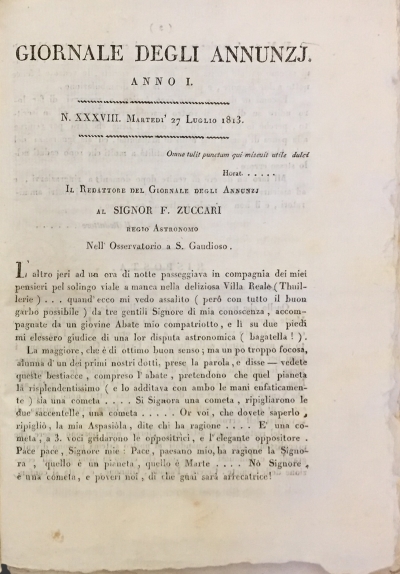 GIORNALE DEGLI ANNUNZJ.
ANNO I.
N. XXXVIII. MARTEDI' 27 LUGLIO 1813.
Omne tulit punctum qui miscuit utile dulci
Horat. . . . . .
IL REDATTORE DEL GIORNALE DEGLI ANNUNZJ
AL SIGNOR F. ZUCCARI
REGIO ASTRONOMO
Nell' Osservatorio a S. Gaudioso.
L'altro jeri ad un ora di notte passeggiava in compagnia dei miei
pensieri pel solingo viale a manca nella deliziosa Villa Reale (Thuil-
lerie) . . . quand' ecco mi vedo assalito ( però con tutto il buon
garbo possibile ) da tre gentili Signore di mia conoscenza, accom-
pagnate da un giovine Abate mio compatriotto, e lì su due piedi
mi elessero giudice di una lor disputa astronomica ( bagatella ! ).
La maggiore, che è di ottimo buon senso; ma un po troppo focosa,
alunna d'un dei primi nostri dotti, prese la parola, e disse — vedete
queste bestiacce, compreso l'abate, pretendono che quel pianeta
là risplendentissimo ( e lo additava con ambo le mani enfaticamen-
te ) sia una cometa . . . . Sì Signora una cometa, ripigliarono le
due saccentelle, una cometa . . . . . Or voi, che dovete saperlo,
ripigliò, la mia Aspasiòla, dite chi ha ragione . . . . E' una co-
meta, a 3. voci gridarono le oppositrici, e l'elegante oppositore.
Pace pace, Signore mie: Pace, paesano mio, ha ragione la Signo-
ra, quello è un pianeta, quello è Marte . . . . Nò Signore,
è una cometa, e poveri noi, di che guai sarà arrecatrice!